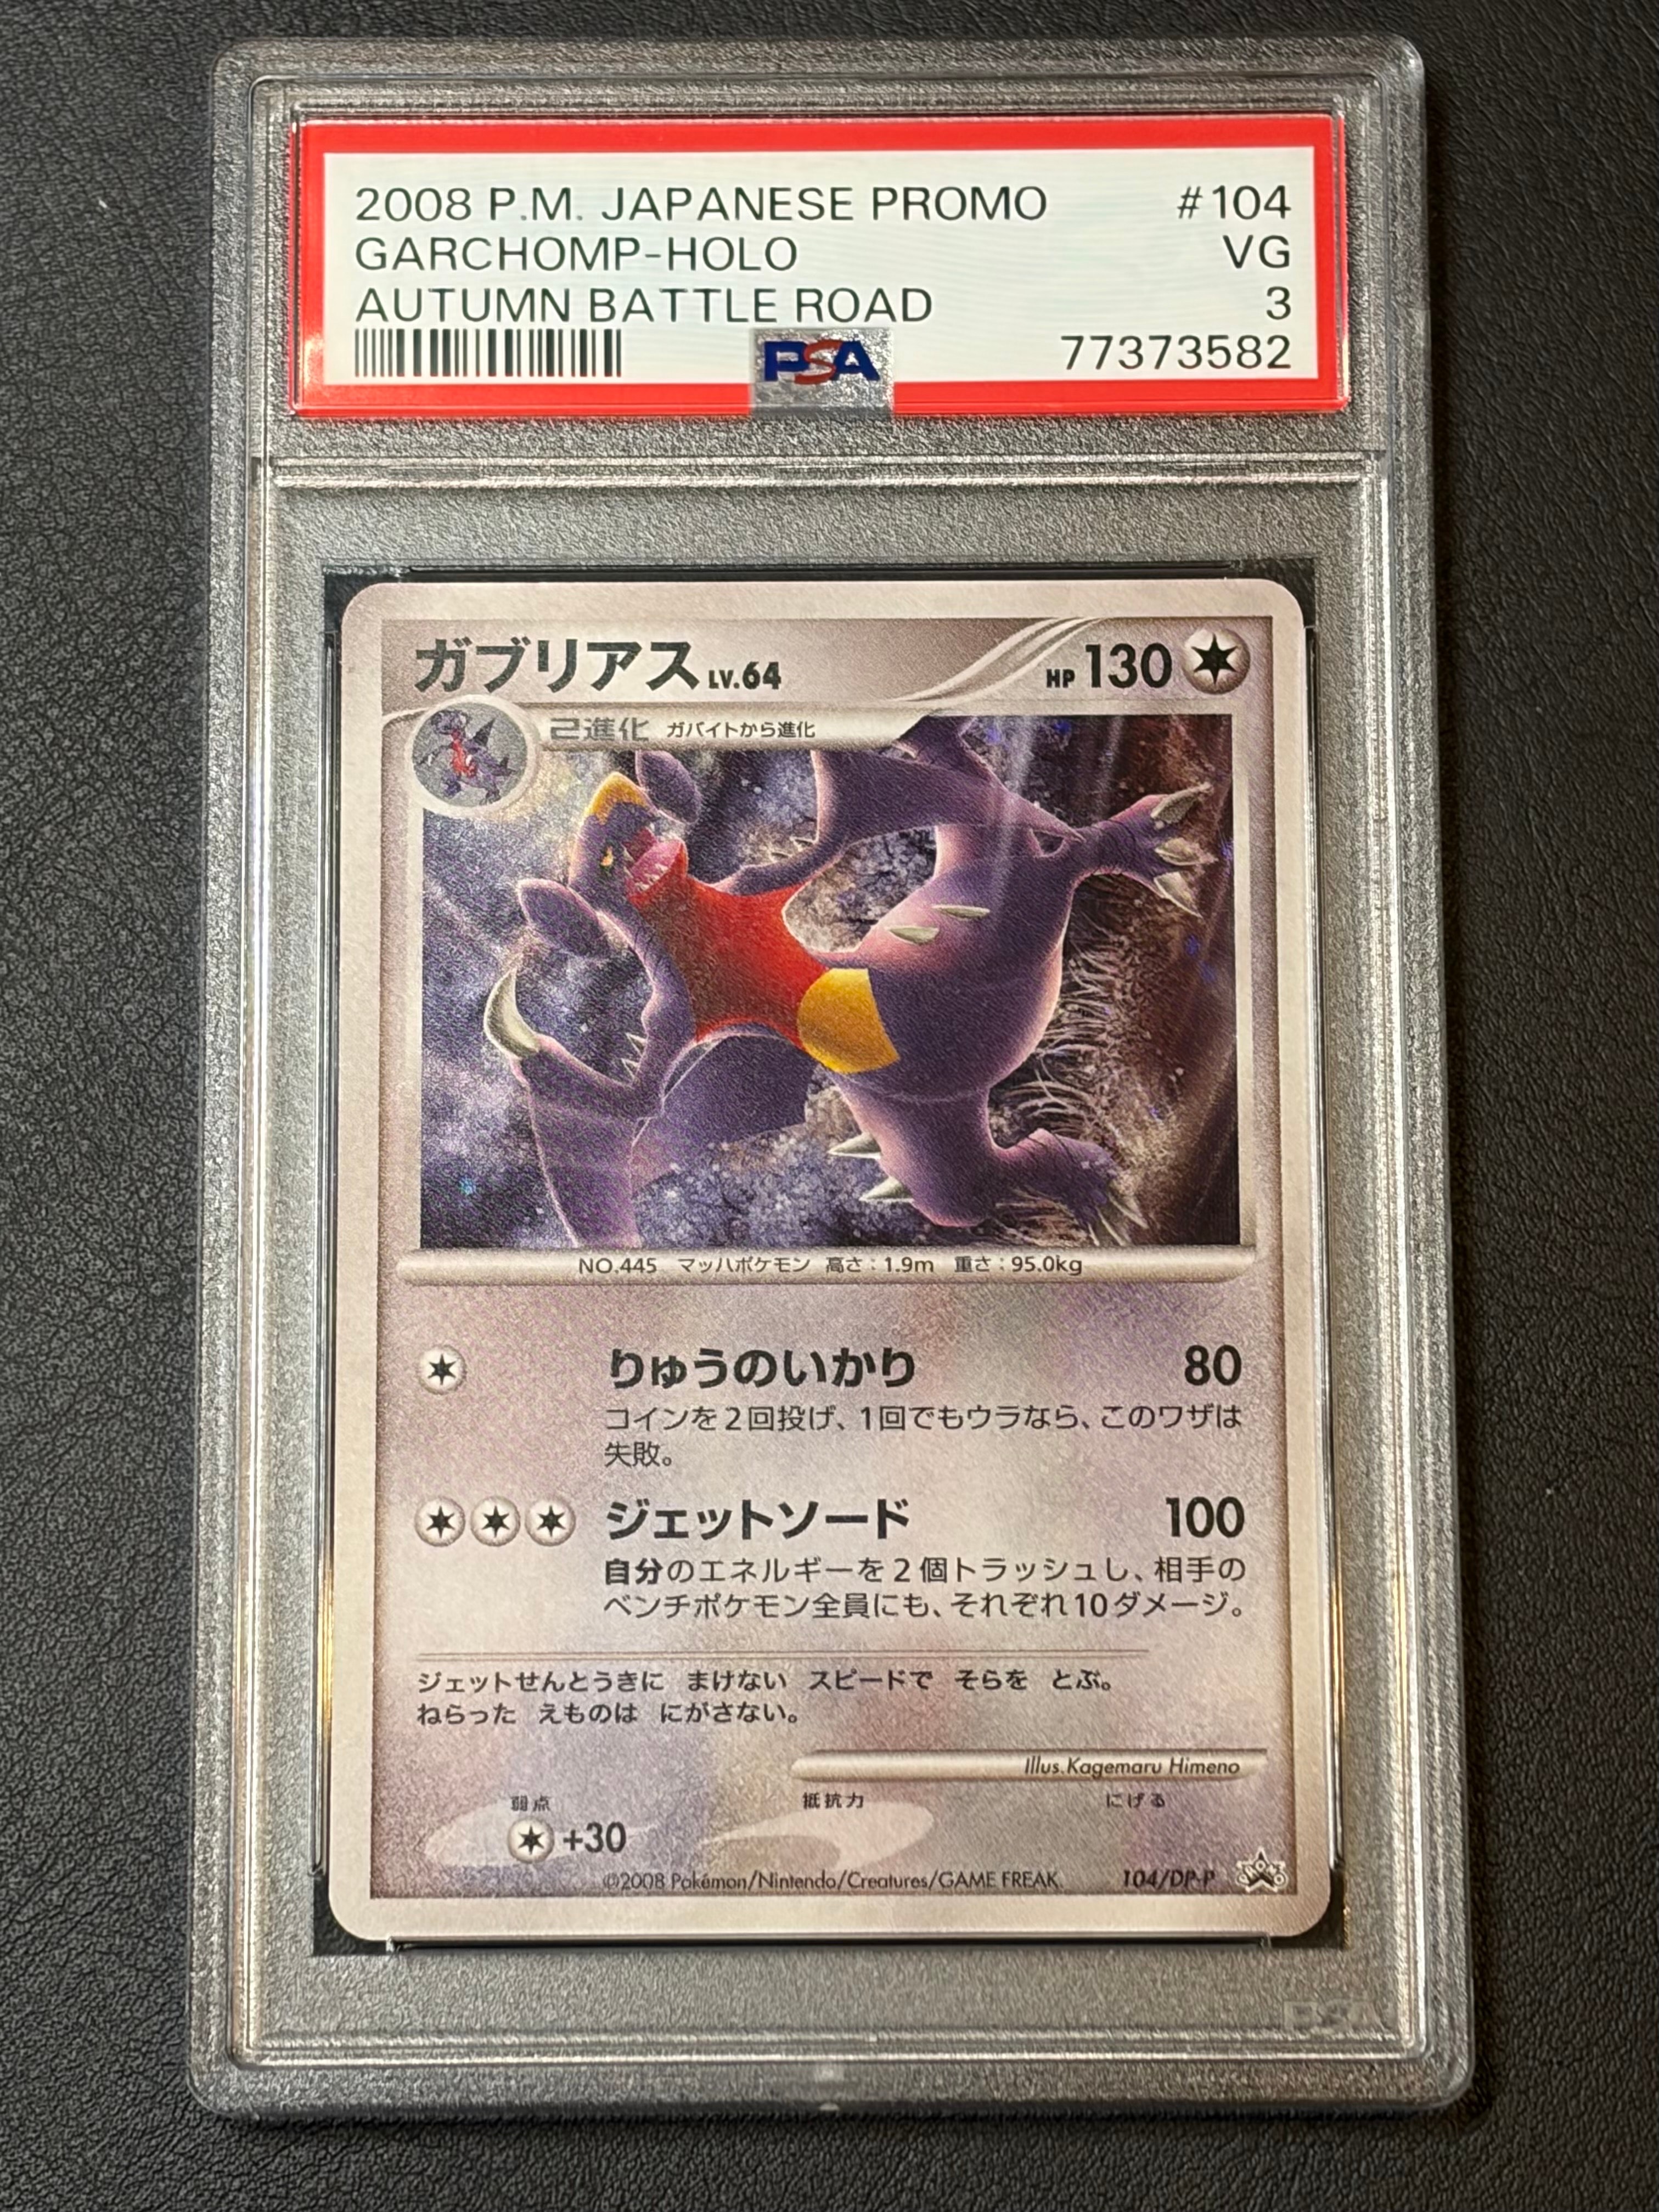 2008 P.M. JAPANESE PROMO #104
GARCHOMP-HOLO VG
AUTUMN BATTLE ROAD 3
PSA 77373582
ガブリアス LV.64 HP 130
2進化 ガバイトから進化
NO.445 マッハポケモン 高さ:1.9m 重さ:95.0kg
りゅうのいかり 80
コインを2回投げ、1回でもウラなら、このワザは
失敗。
ジェットソード 100
自分のエネルギーを2個トラッシュし、相手の
ベンチポケモン全員にも、それぞれ10ダメージ。
ジェットせんとうきに まけない スピードで そらを とぶ。
ねらった えものは にがさない。
Illus.Kagemaru Himeno
弱点 抵抗力 にげる
+30
©2008 Pokémon/Nintendo/Creatures/GAME FREAK. 104/DP-P
PSA